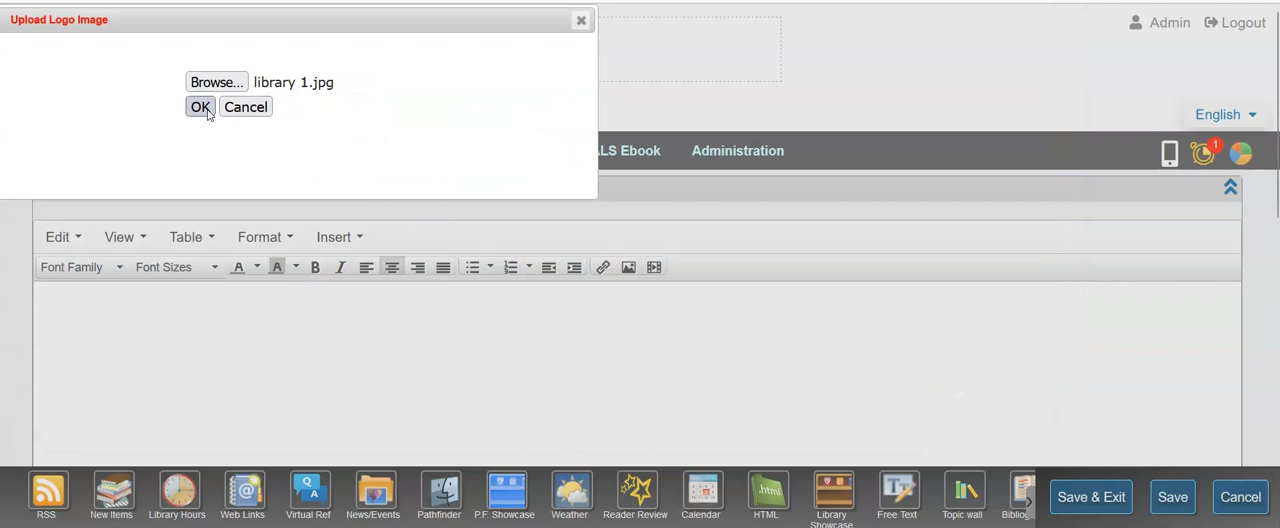 Upload Logo Image
Admin Logout
Browse... library 1.jpg
OK Cancel
English
ALS Ebook Administration
1
Edit View Table Format Insert
Font Family Font Sizes A A B I
RSS New Items Library Hours Web Links Virtual Ref News/Events Pathfinder P.F. Showcase Weather Reader Review Calendar HTML Library Showcase Free Text Topic wall
Save & Exit Save Cancel